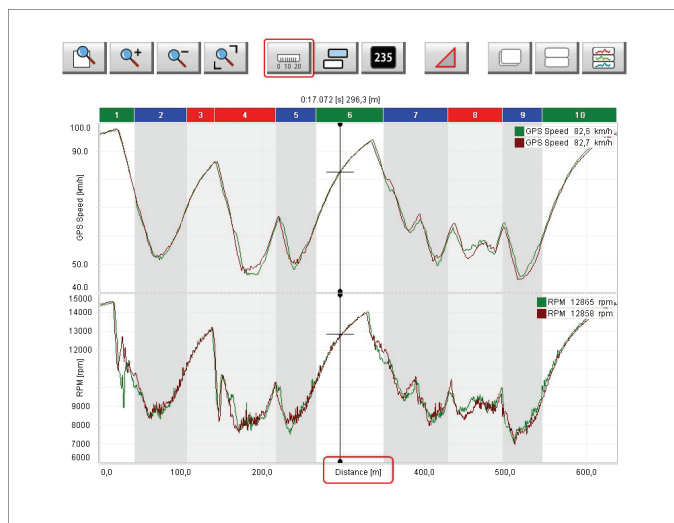 0 10 20
235
0:17.072 [s] 296,3 [m]
1 2 3 4 5 6 7 8 9 10
100.0
GPS Speed 82,6 km/h
GPS Speed 82,7 km/h
90.0
GPS Speed [km/h]
50.0
40.0
15000
RPM 12865 rpm
RPM 12858 rpm
14000
13000
RPM [rpm]
9000
8000
7000
6000
0,0 100,0 200,0 Distance [m] 400,0 500,0 600,0